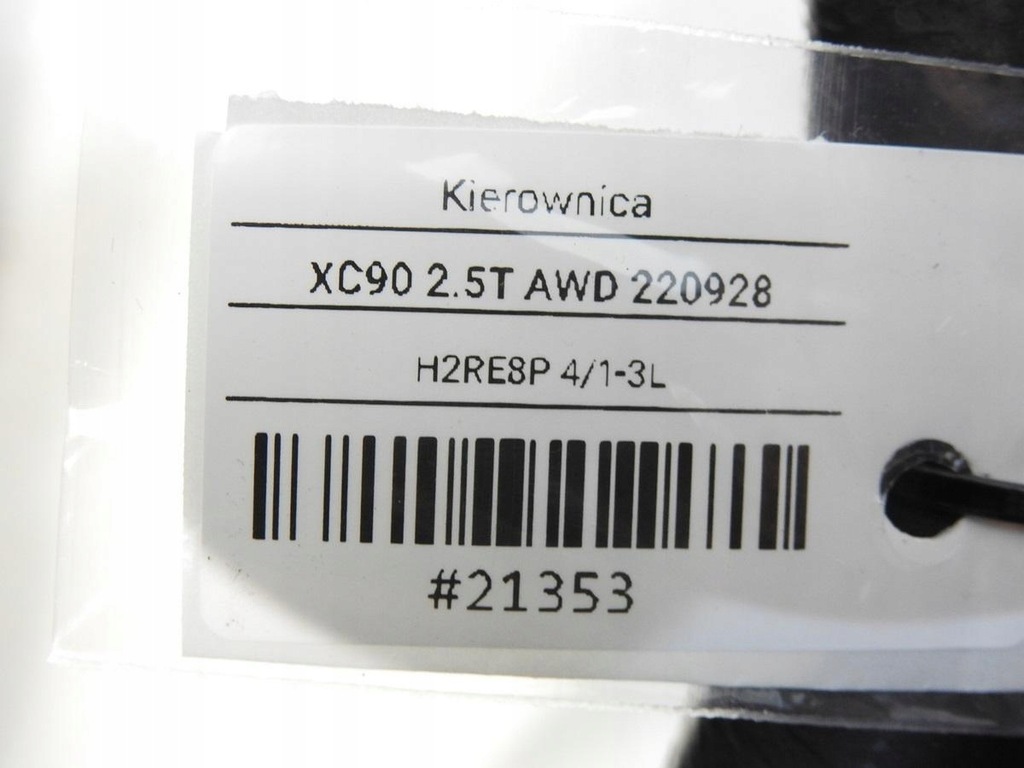 Kierownica
XC90 2.5T AWD 220928
H2RE8P 4/1-3L
#21353